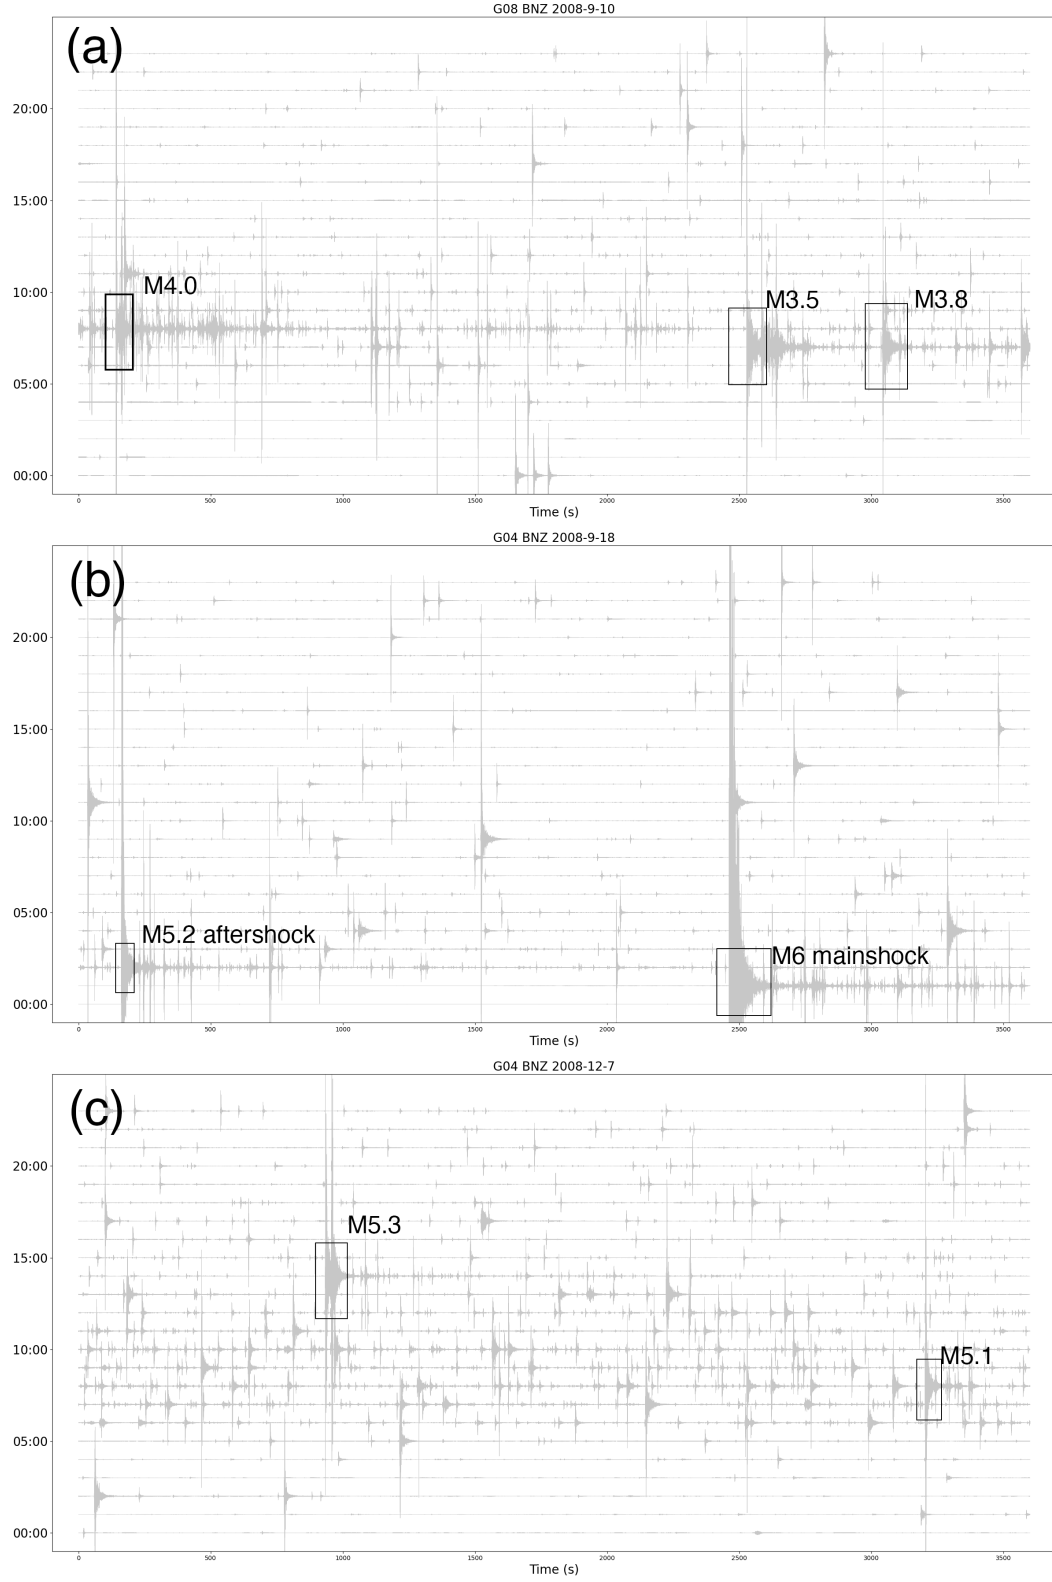 G08 BNZ 2008-9-10
(a)
20:00
15:00
10:00
05:00
00:00
M4.0
M3.5
M3.8
0 500 1000 1500 2000 2500 3000 3500
Time (s)
G04 BNZ 2008-9-18
(b)
20:00
15:00
10:00
05:00
00:00
M5.2 aftershock
M6 mainshock
0 500 1000 1500 2000 2500 3000 3500
Time (s)
G04 BNZ 2008-12-7
(c)
20:00
15:00
10:00
05:00
00:00
M5.3
M5.1
0 500 1000 1500 2000 2500 3000 3500
Time (s)